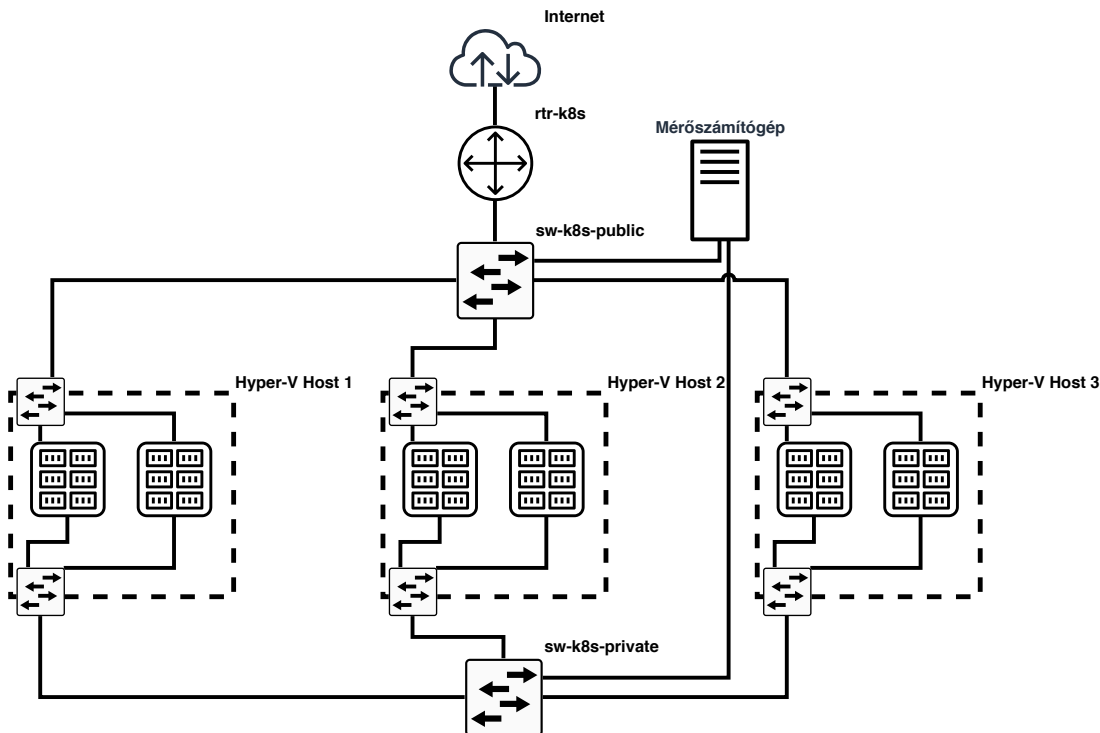 Internet
rtr-k8s
Mérőszámítógép
sw-k8s-public
Hyper-V Host 1
Hyper-V Host 2
Hyper-V Host 3
sw-k8s-private